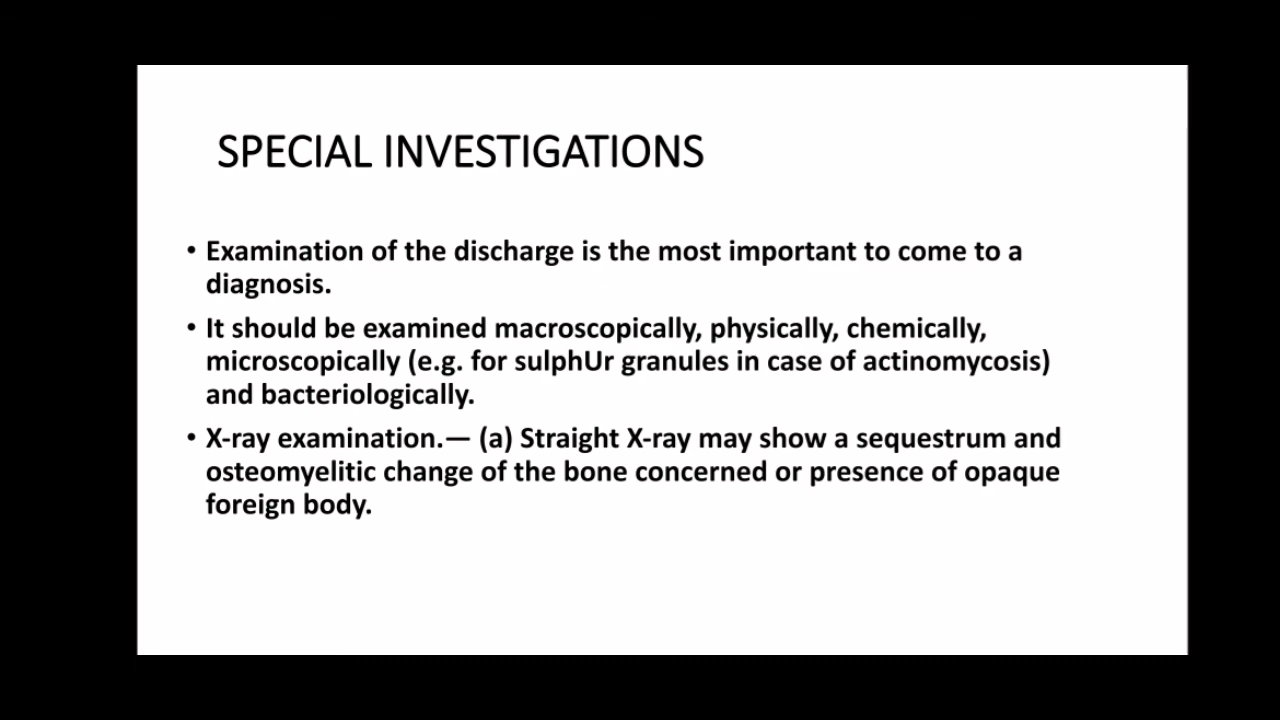 SPECIAL INVESTIGATIONS
• Examination of the discharge is the most important to come to a
diagnosis.
• It should be examined macroscopically, physically, chemically,
microscopically (e.g. for sulphUr granules in case of actinomycosis)
and bacteriologically.
• X-ray examination.— (a) Straight X-ray may show a sequestrum and
osteomyelitic change of the bone concerned or presence of opaque
foreign body.